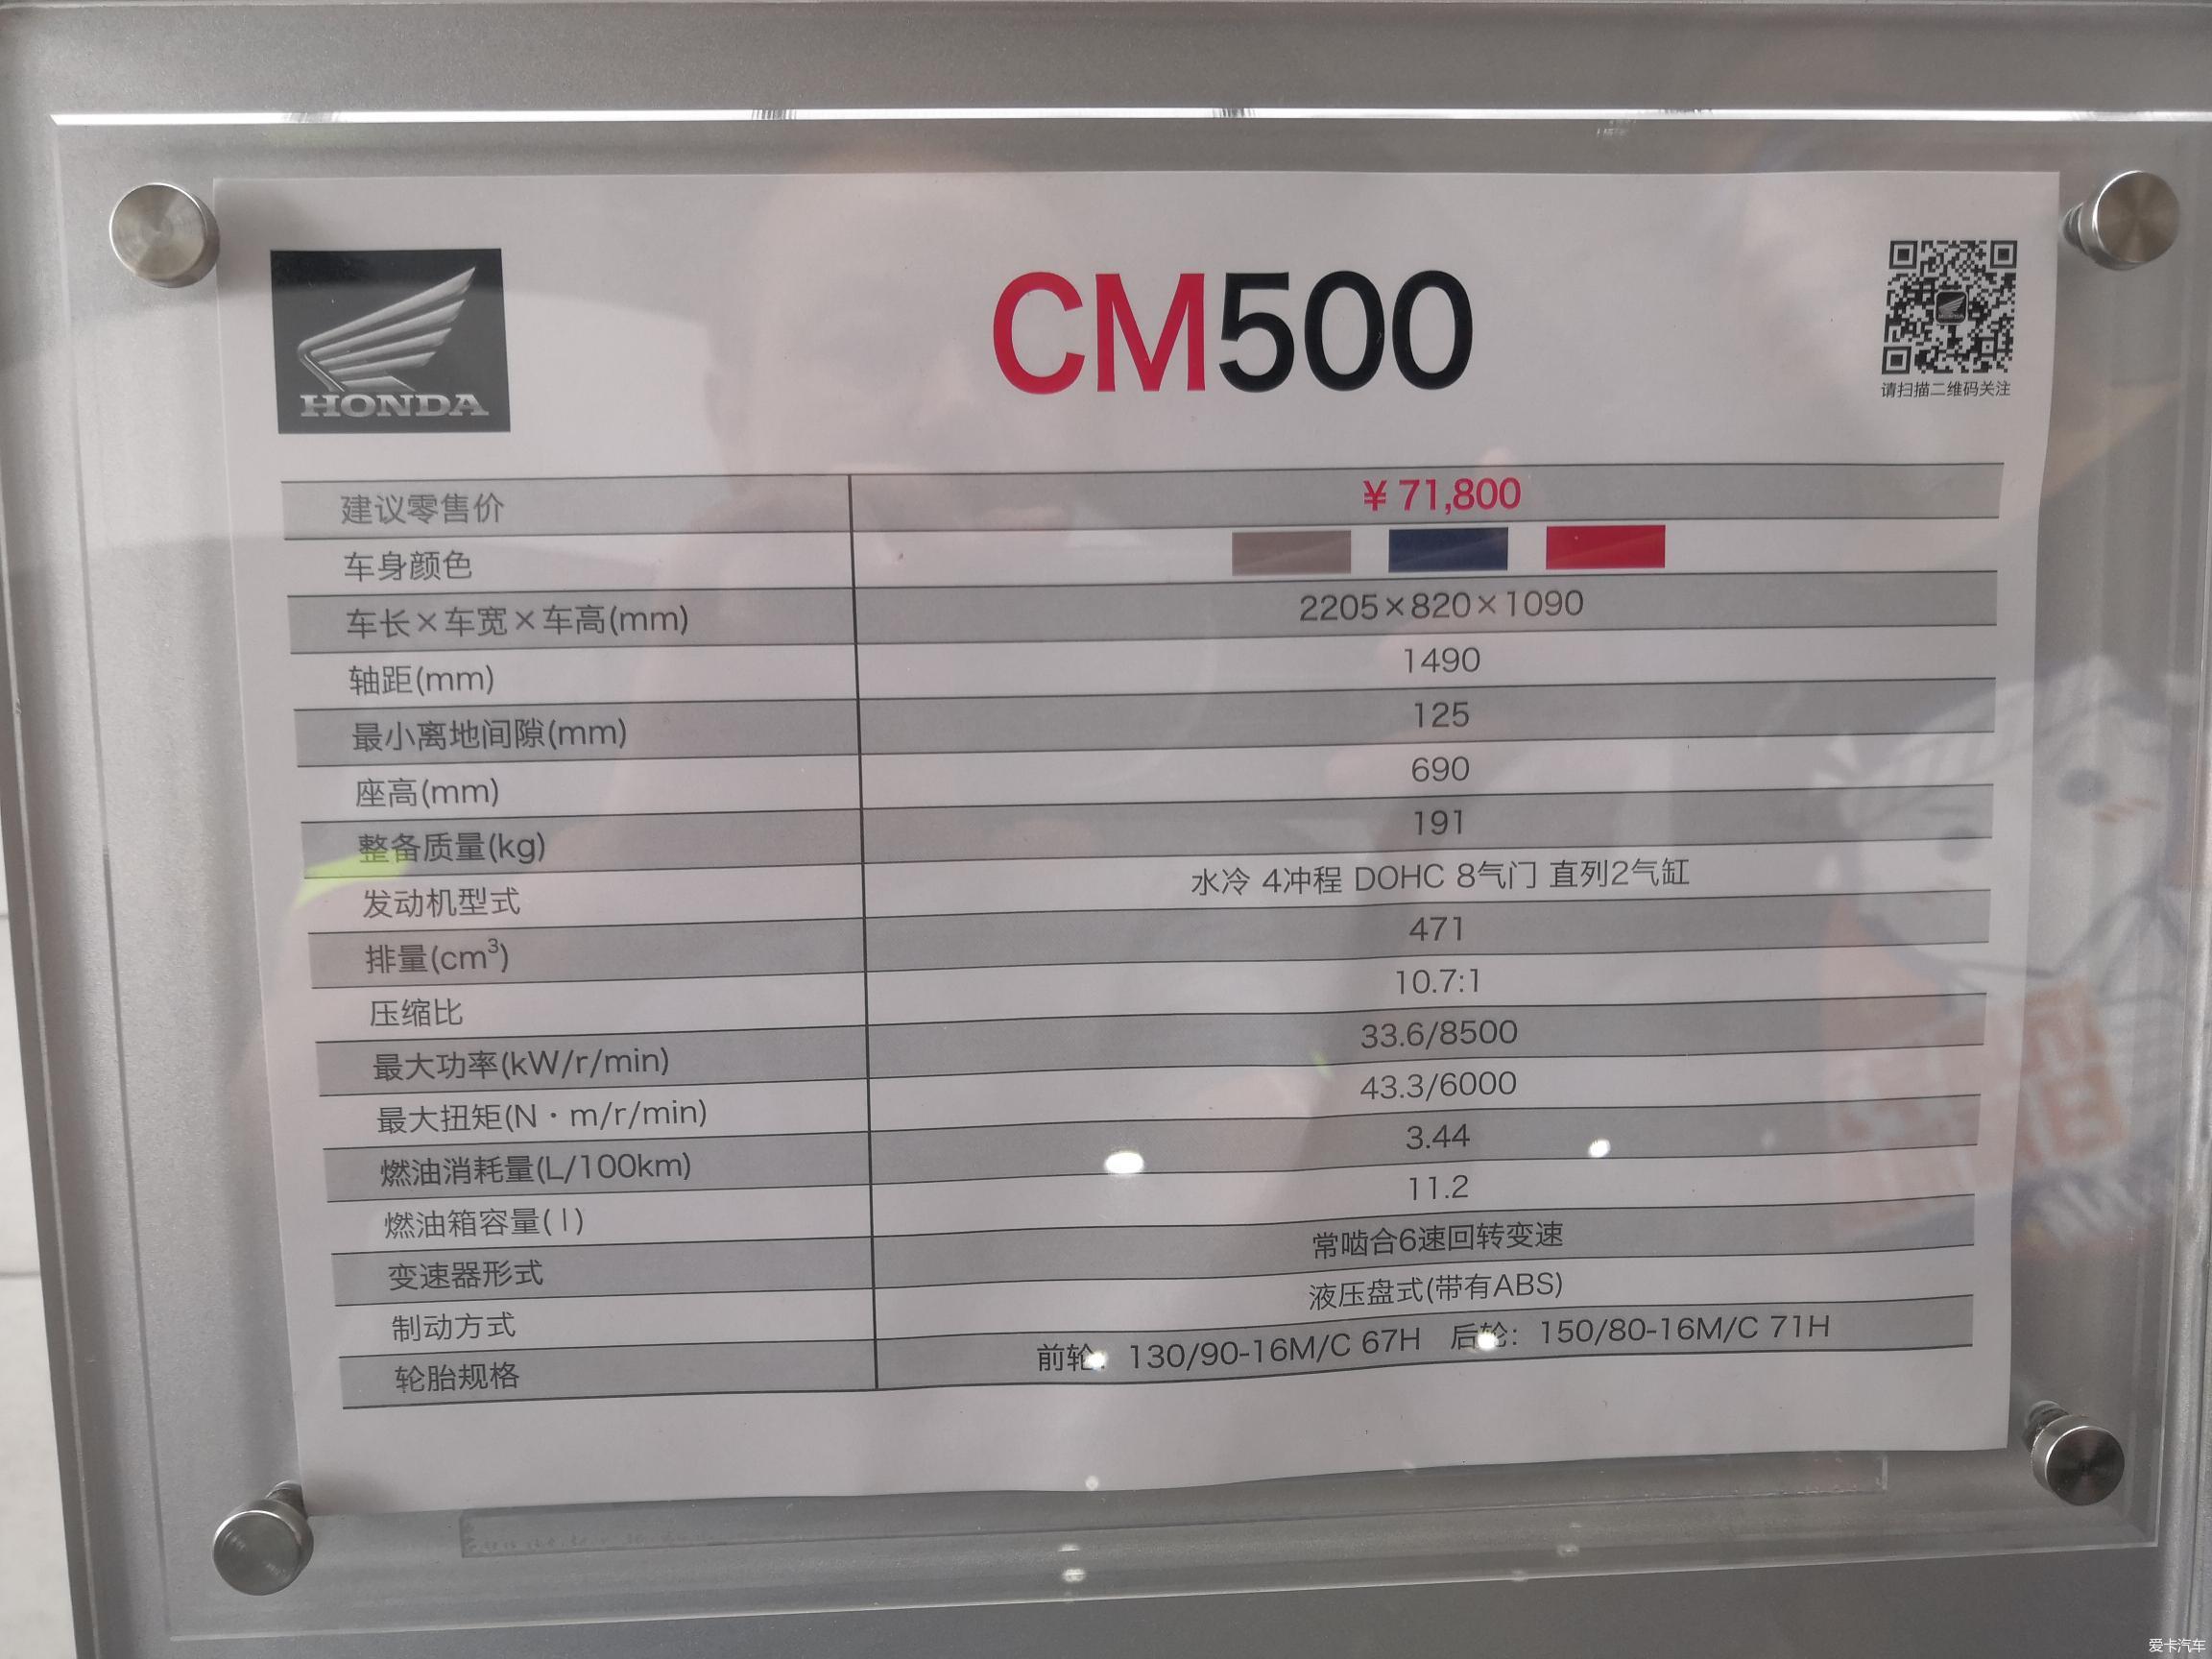 HONDA
CM500
请扫描二维码关注
建议零售价 ¥ 71,800
车身颜色
车长×车宽×车高(mm) 2205×820×1090
轴距(mm) 1490
最小离地间隙(mm) 125
座高(mm) 690
整备质量(kg) 191
发动机型式 水冷 4冲程 DOHC 8气门 直列2气缸
排量(cm³) 471
压缩比 10.7:1
最大功率(kW/r/min) 33.6/8500
最大扭矩(N・m/r/min) 43.3/6000
燃油消耗量(L/100km) 3.44
燃油箱容量(l) 11.2
变速器形式 常啮合6速回转变速
制动方式 液压盘式(带有ABS)
轮胎规格 前轮: 130/90-16M/C 67H 后轮: 150/80-16M/C 71H
爱卡汽车